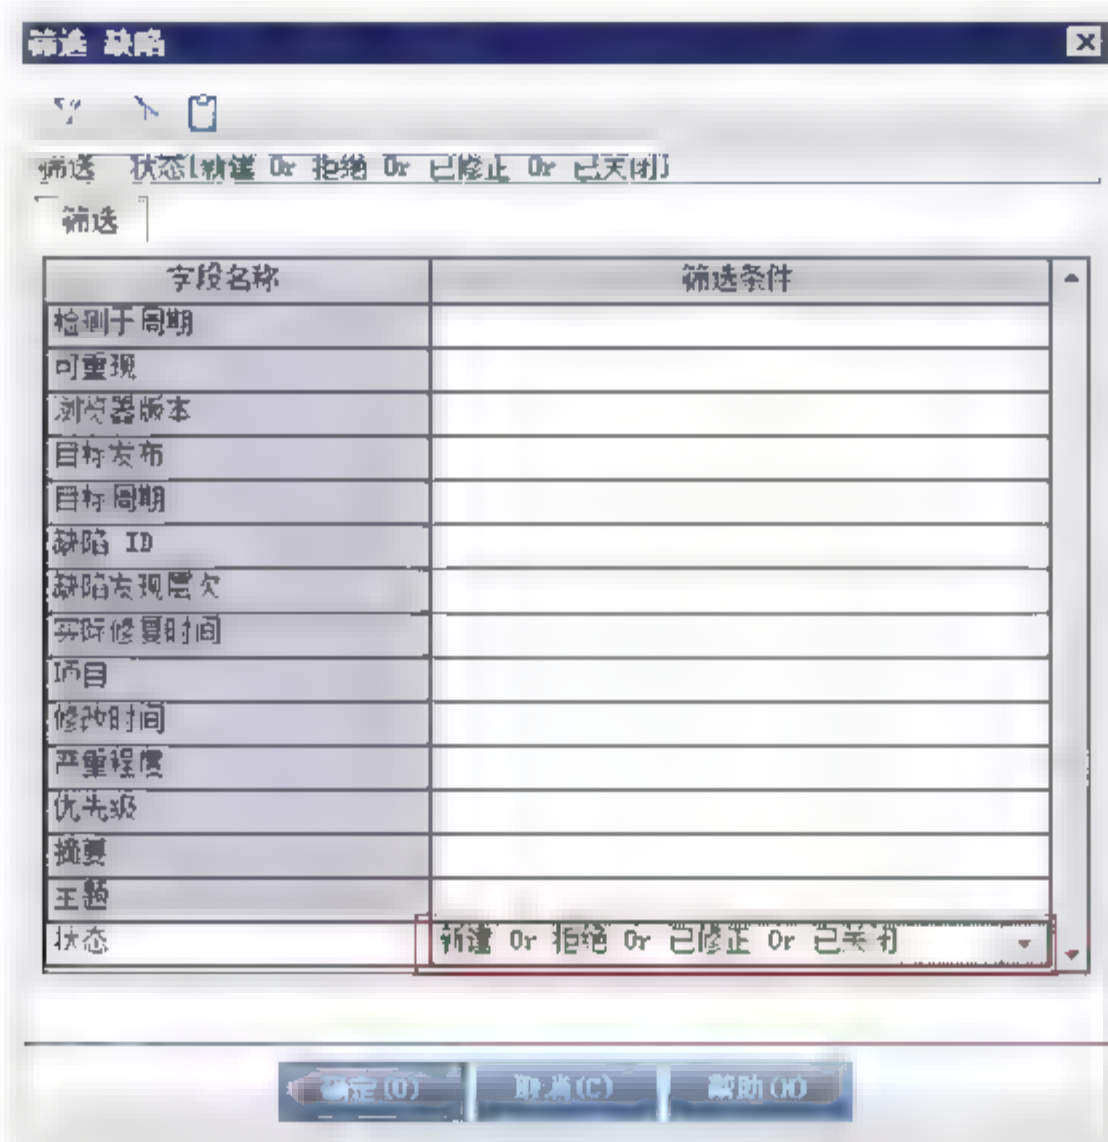 筛选 缺陷
筛选 状态[新建 Or 拒绝 Or 已修正 Or 已关闭]
筛选
字段名称 筛选条件
检测于周期
可重现
浏览器版本
目标发布
目标周期
缺陷 ID
缺陷发现层次
实际修复时间
项目
修改时间
严重程度
优先级
摘要
主题
状态 新建 Or 拒绝 Or 已修正 Or 已关闭
确定(O) 取消(C) 帮助(H)